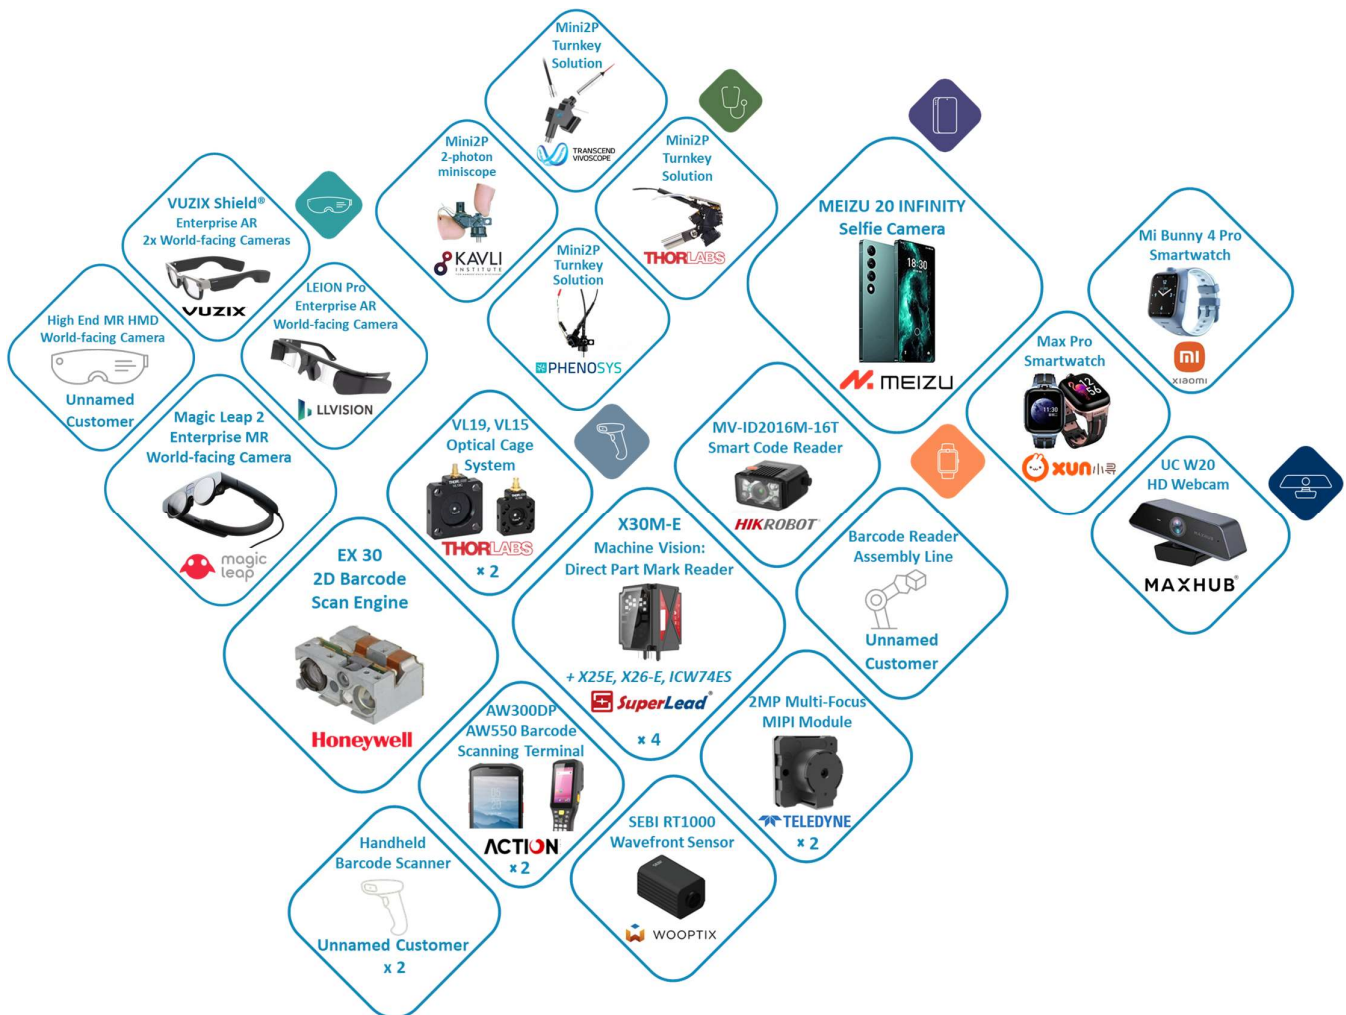 Mini2P
Turnkey
Solution
TRANSCEND
VIVOSCOPE
Mini2P
2-photon
miniscope
KAVLI
INSTITUTE
Mini2P
Turnkey
Solution
THORLABS
Mini2P
Turnkey
Solution
PHENOSYS
VUZIX Shield®
Enterprise AR
2x World-facing Cameras
VUZIX
LEION Pro
Enterprise AR
World-facing Camera
LLVISION
High End MR HMD
World-facing Camera
Unnamed
Customer
Magic Leap 2
Enterprise MR
World-facing Camera
magic
leap
MEIZU 20 INFINITY
Selfie Camera
18:30
MEIZU
Mi Bunny 4 Pro
Smartwatch
xiaomi
Max Pro
Smartwatch
11:30
xun小寻
UC W20
HD Webcam
MAXHUB®
VL19, VL15
Optical Cage
System
THORLABS
× 2
MV-ID2016M-16T
Smart Code Reader
HIKROBOT
X30M-E
Machine Vision:
Direct Part Mark Reader
+ X25E, X26-E, ICW74ES
SuperLead®
× 4
Barcode Reader
Assembly Line
Unnamed
Customer
EX 30
2D Barcode
Scan Engine
Honeywell
AW300DP
AW550 Barcode
Scanning Terminal
ACTION
× 2
2MP Multi-Focus
MIPI Module
TELEDYNE
× 2
SEBI RT1000
Wavefront Sensor
WOOPTIX
Handheld
Barcode Scanner
Unnamed Customer
× 2